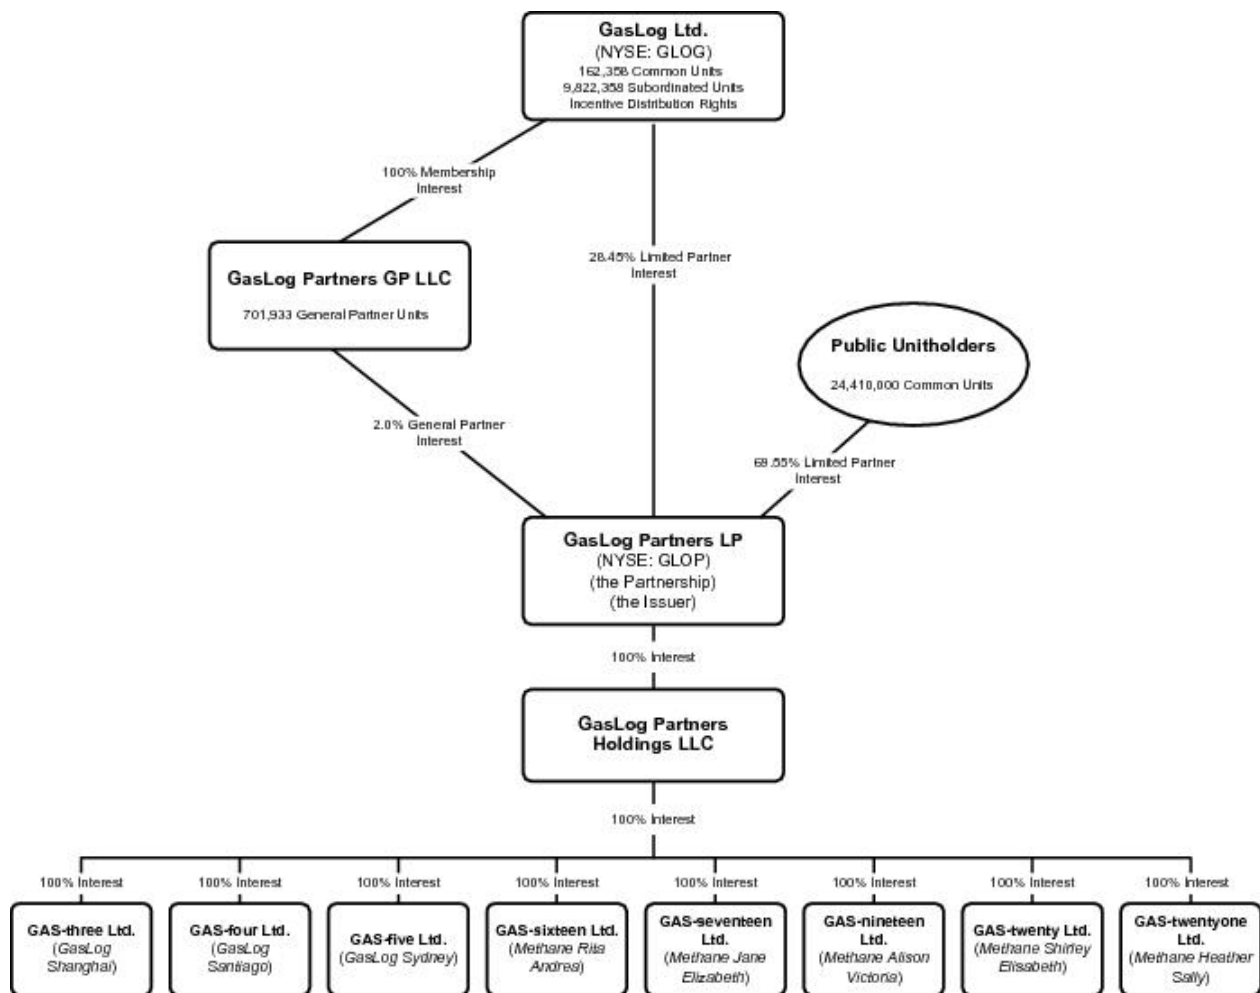 GasLog Ltd.
(NYSE: GLOG)
162,358 Common Units
9,822,358 Subordinated Units
Incentive Distribution Rights
100% Membership
Interest
28.45% Limited Partner
Interest
GasLog Partners GP LLC
701,933 General Partner Units
Public Unitholders
24,410,000 Common Units
2.0% General Partner
Interest
69.55% Limited Partner
Interest
GasLog Partners LP
(NYSE: GLOP)
(the Partnership)
(the Issuer)
100% Interest
GasLog Partners
Holdings LLC
100% Interest
100% Interest
100% Interest
100% Interest
100% Interest
100% Interest
100% Interest
100% Interest
100% Interest
GAS-three Ltd.
(GasLog
Shanghai)
GAS-four Ltd.
(GasLog
Santiago)
GAS-five Ltd.
(GasLog Sydney)
GAS-sixteen Ltd.
(Methane Rita
Andrea)
GAS-seventeen
Ltd.
(Methane Jane
Elizabeth)
GAS-nineteen
Ltd.
(Methane Alison
Victoria)
GAS-twenty Ltd.
(Methane Shirley
Elisabeth)
GAS-twentyone
Ltd.
(Methane Heather
Sally)